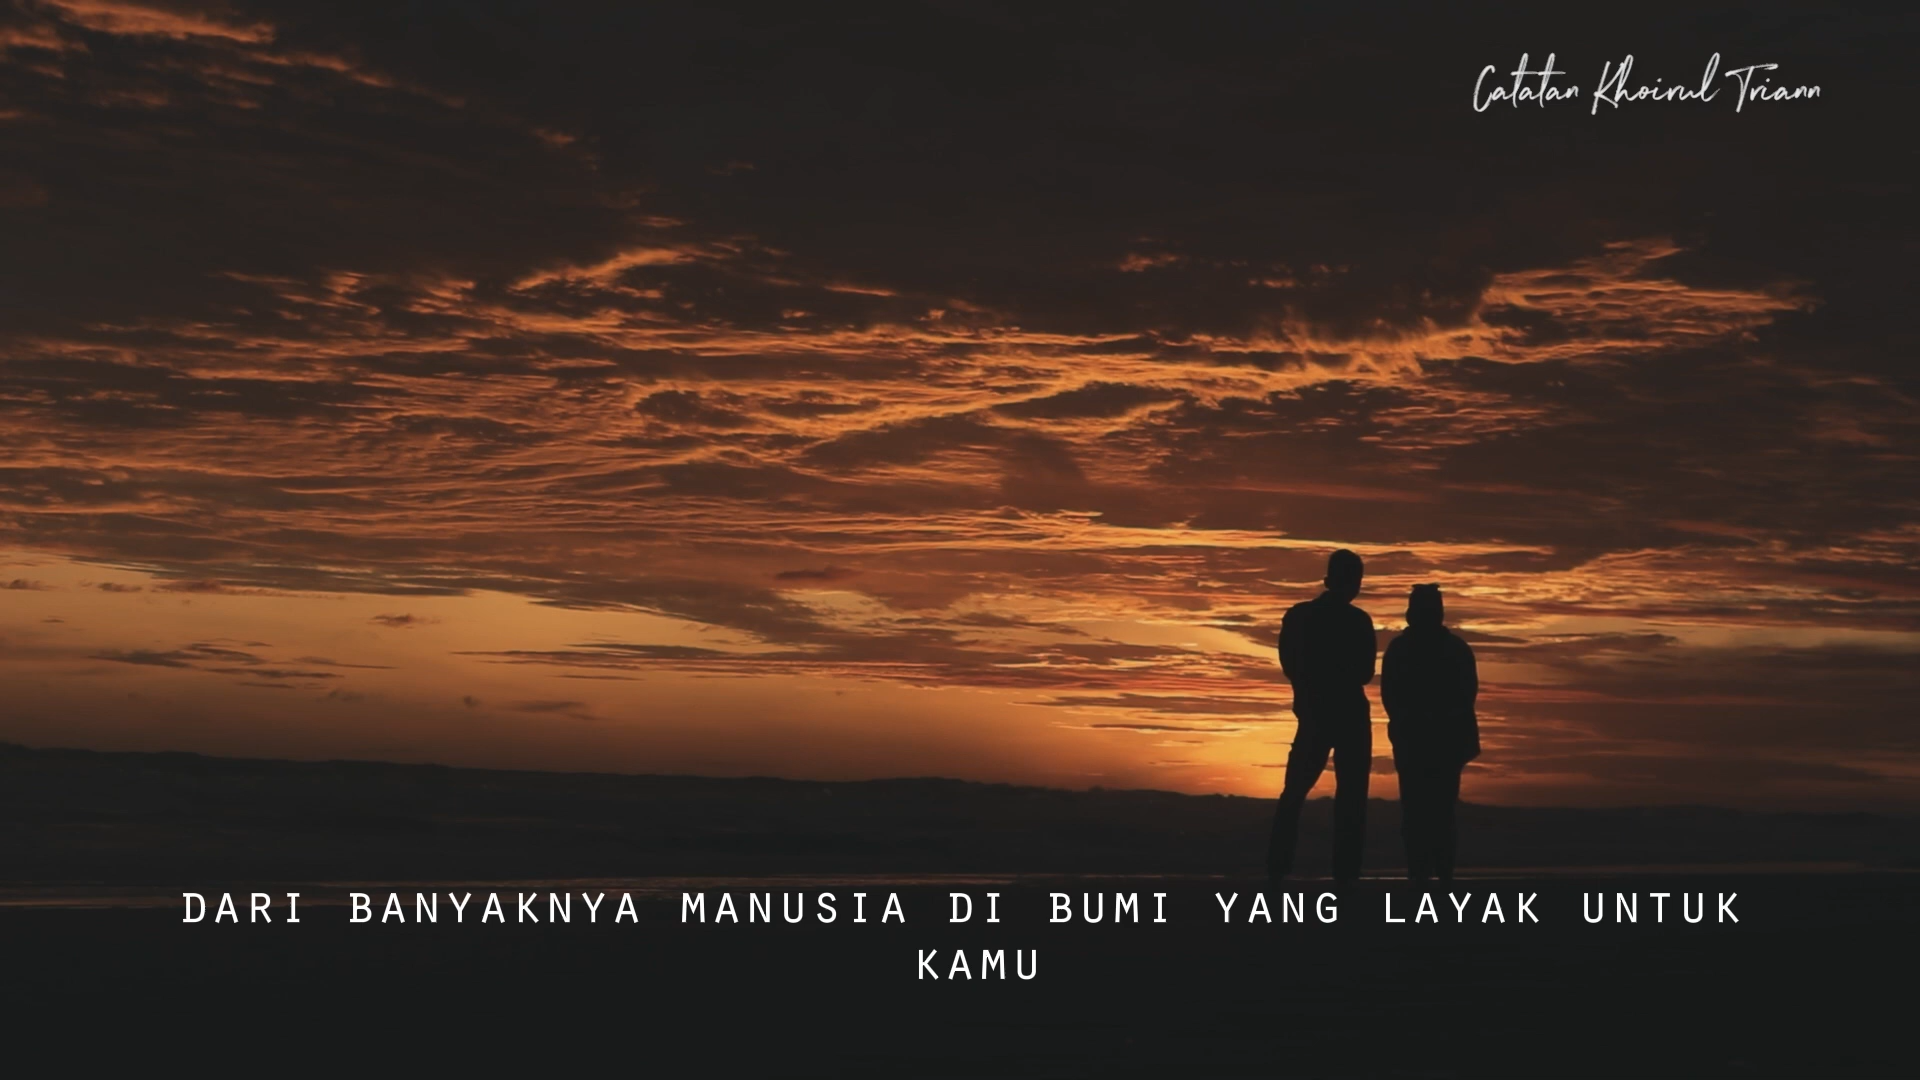 Catatan Khoirul Triann
DARI BANYAKNYA MANUSIA DI BUMI YANG LAYAK UNTUK
KAMU